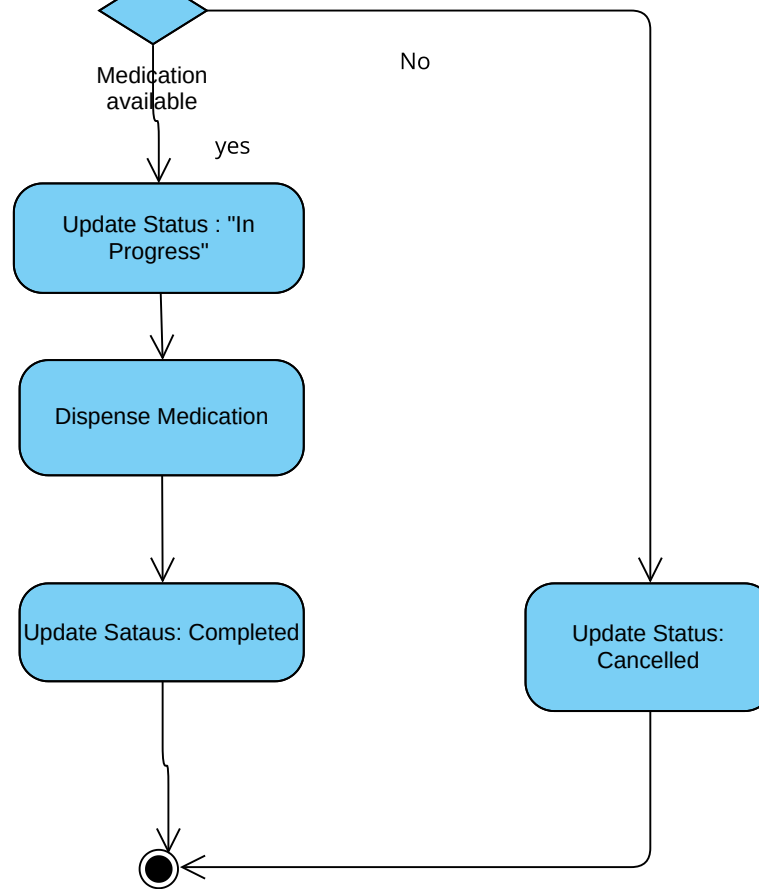 No
Medication
available
yes
Update Status : "In
Progress"
Dispense Medication
Update Sataus: Completed
Update Status:
Cancelled